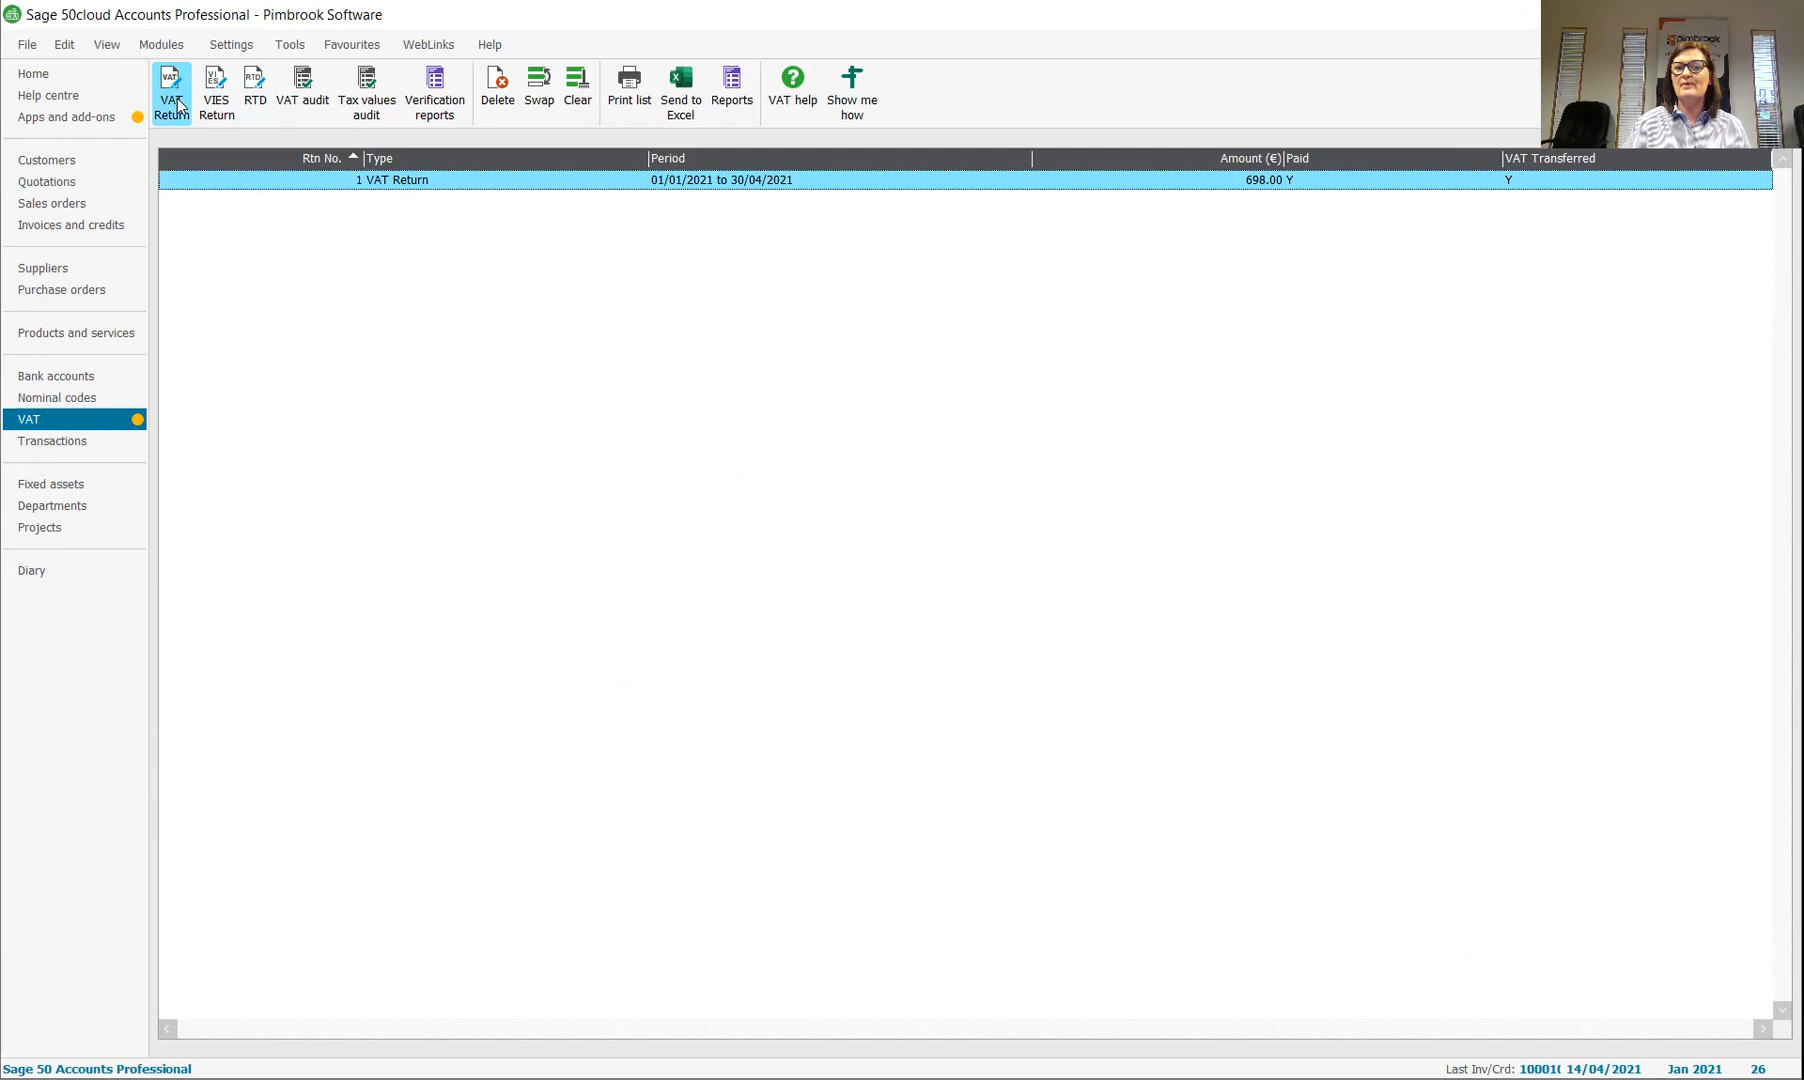 Sage 50cloud Accounts Professional - Pimbrook Software
File Edit View Modules Settings Tools Favourites WebLinks Help
Home
Help centre
Apps and add-ons
Customers
Quotations
Sales orders
Invoices and credits
Suppliers
Purchase orders
Products and services
Bank accounts
Nominal codes
VAT
Transactions
Fixed assets
Departments
Projects
Diary
VAT Return
VIES Return
RTD
VAT audit
Tax values audit
Verification reports
Delete
Swap
Clear
Print list
Send to Excel
Reports
VAT help
Show me how
pimbrook
Rtn No. Type Period Amount (€) Paid VAT Transferred
1 VAT Return 01/01/2021 to 30/04/2021 698.00 Y Y
Sage 50 Accounts Professional Last Inv/Crd: 10001 14/04/2021 Jan 2021 26